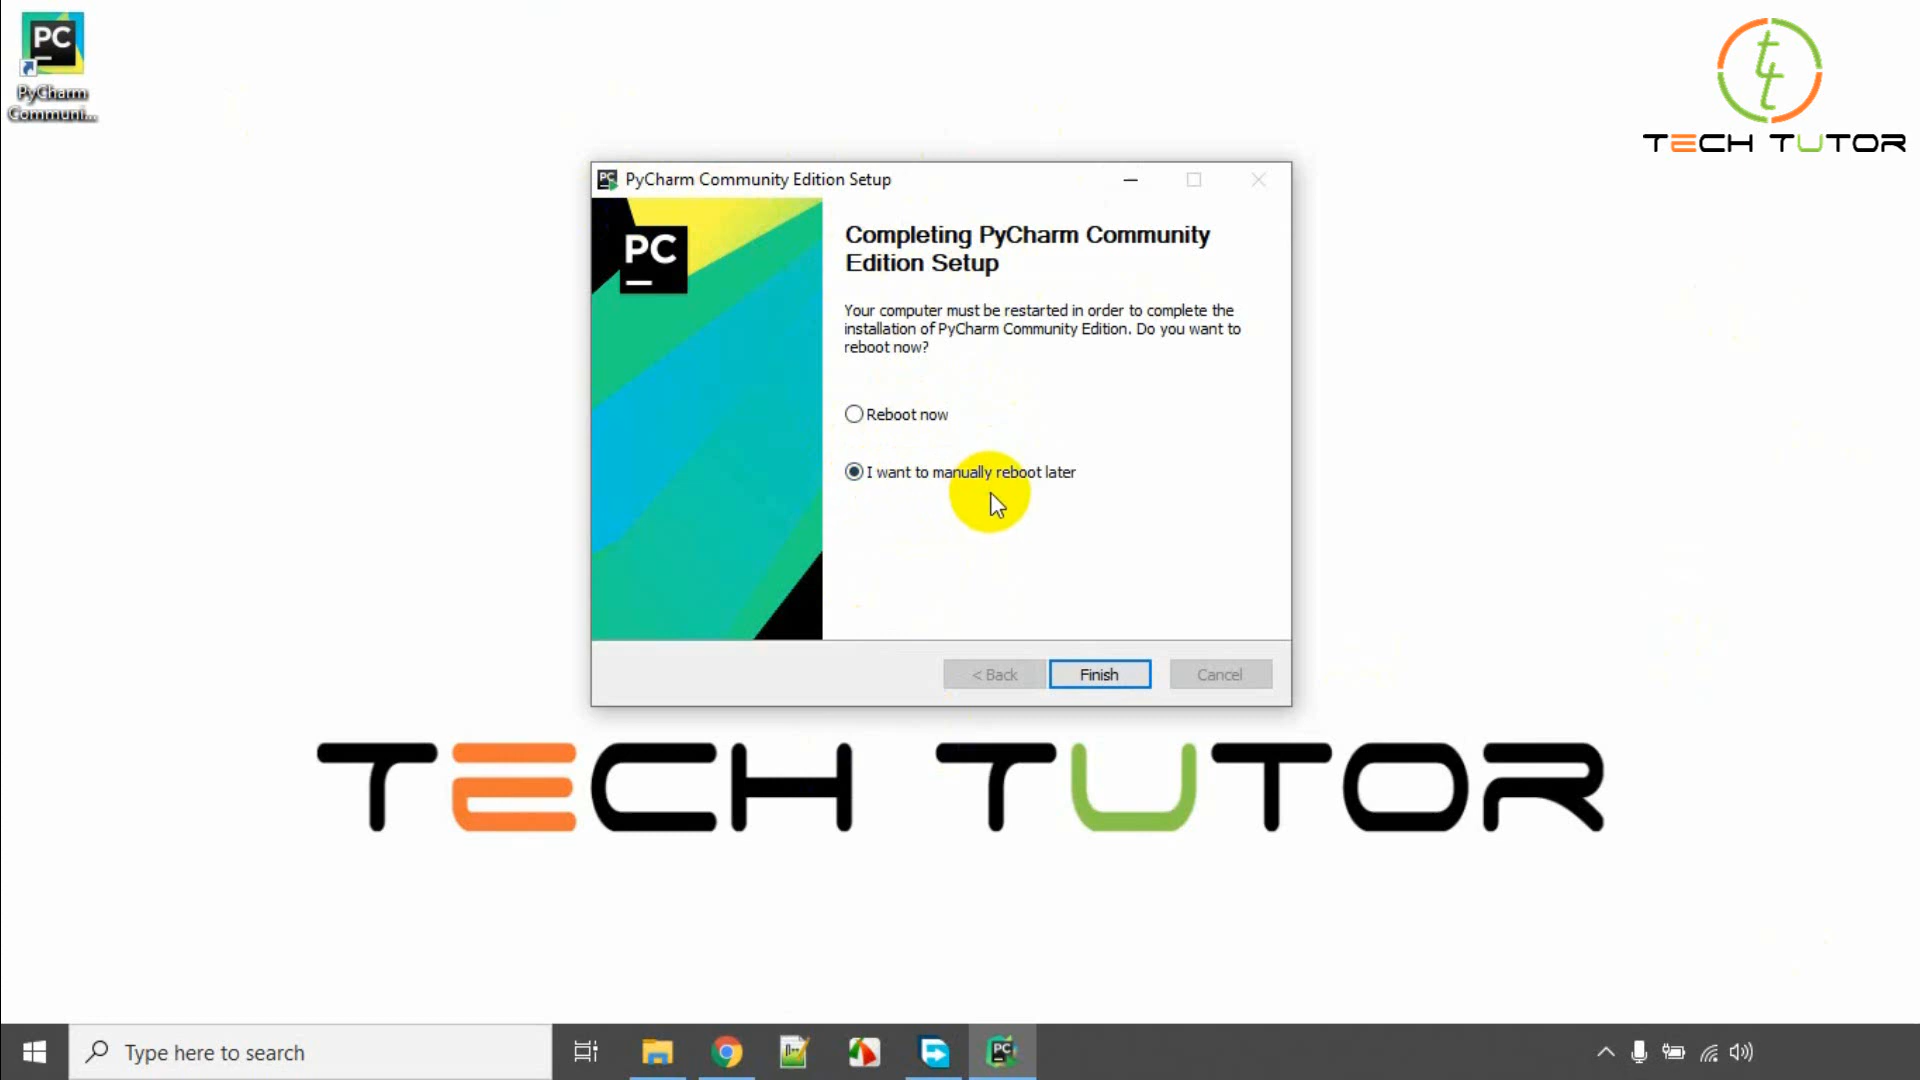 PC
PyCharm
Communi...
TECH TUTOR
PC
PyCharm Community Edition Setup
PC
Completing PyCharm Community
Edition Setup
Your computer must be restarted in order to complete the
installation of PyCharm Community Edition. Do you want to
reboot now?
Reboot now
I want to manually reboot later
< Back
Finish
Cancel
TECH TUTOR
Type here to search
PC